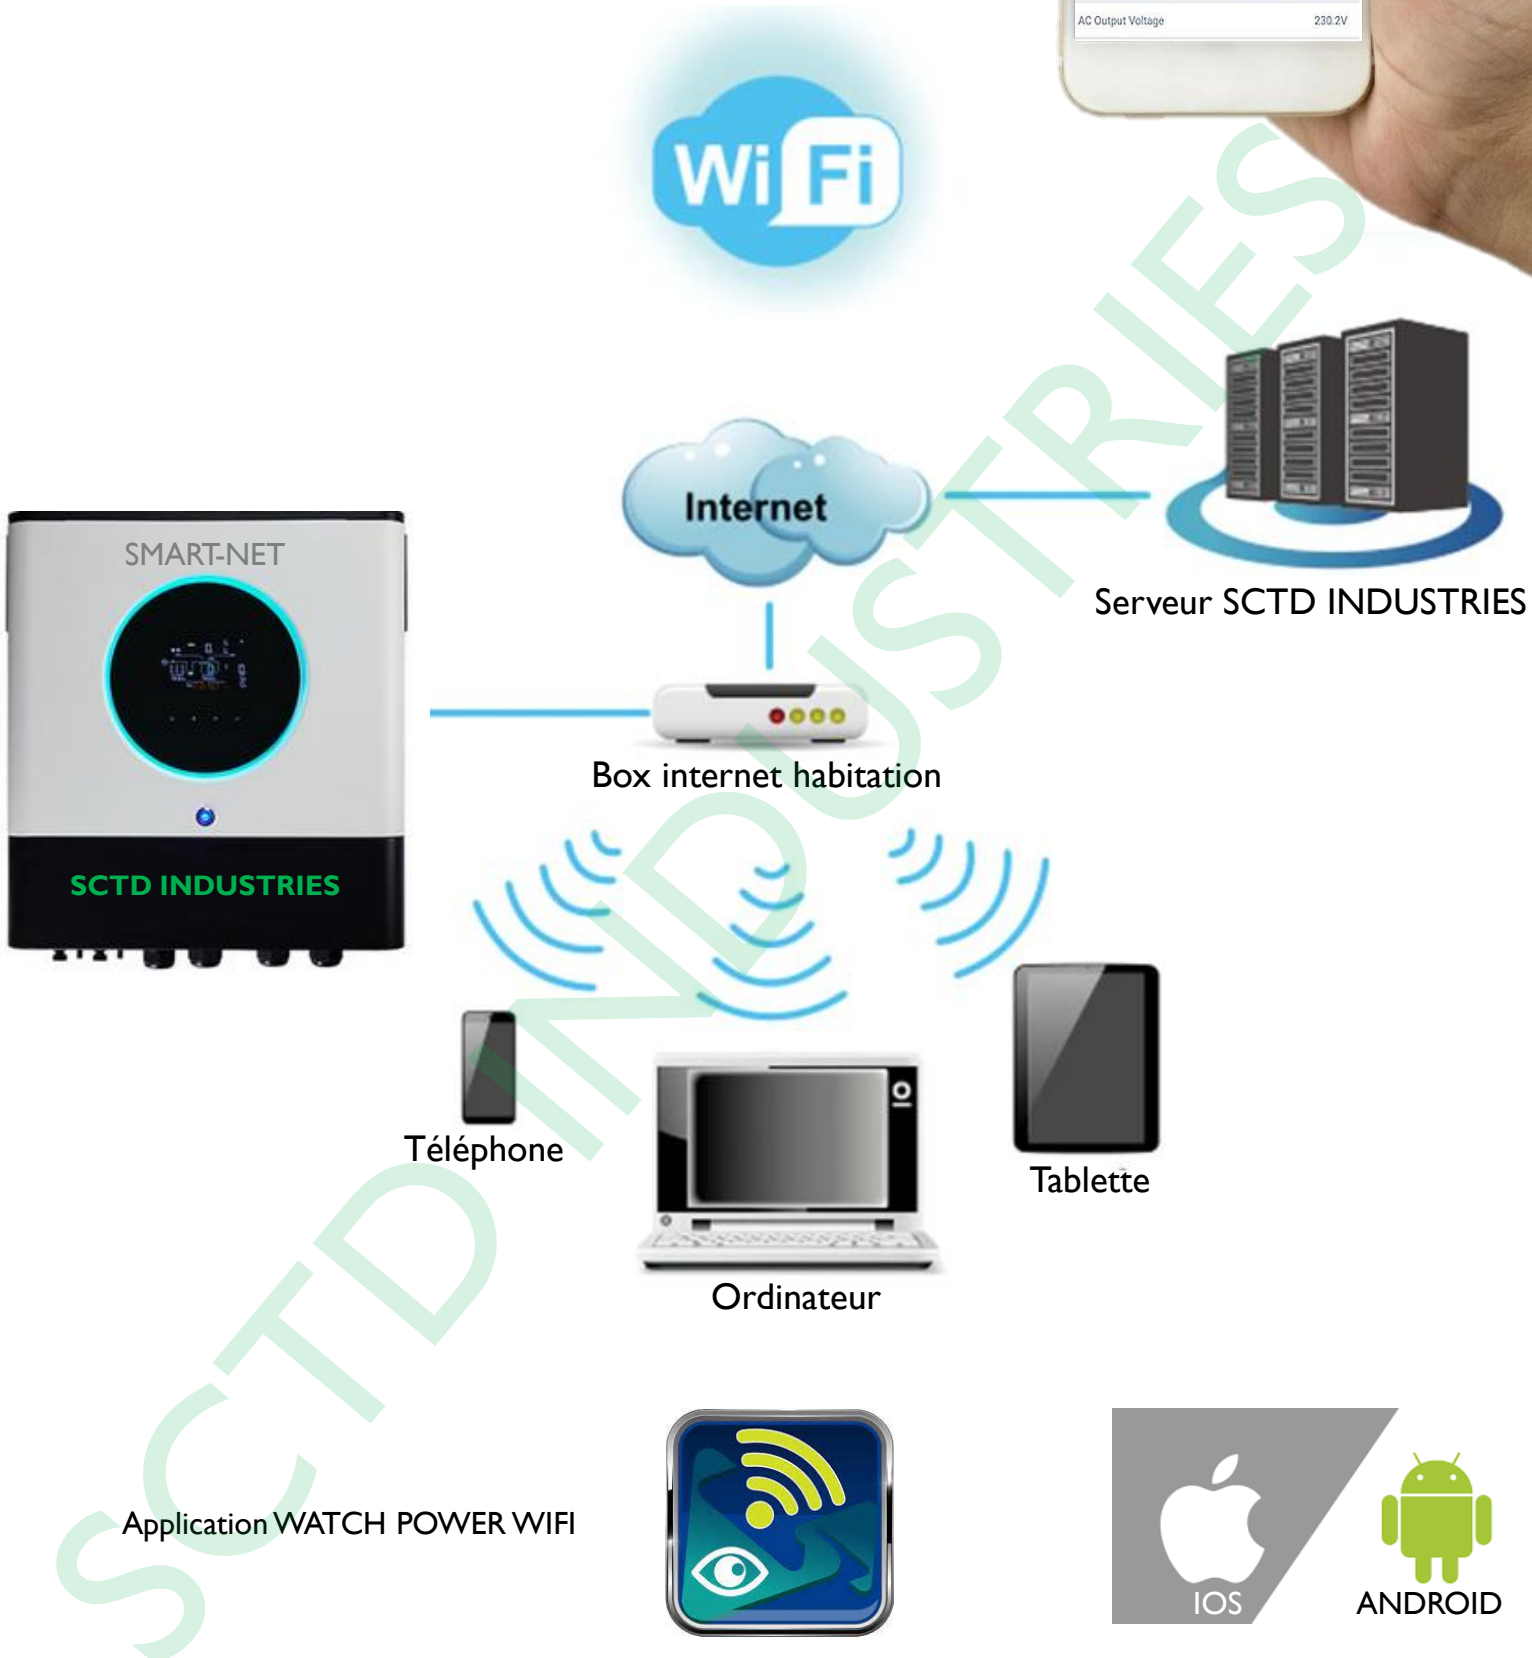 AC Output Voltage 230.2V
Wi Fi
Internet
SMART-NET
Serveur SCTD INDUSTRIES
Box internet habitation
SCTD INDUSTRIES
Téléphone
Tablette
Ordinateur
Application WATCH POWER WIFI
IOS
ANDROID
SCTD INDUSTRIES